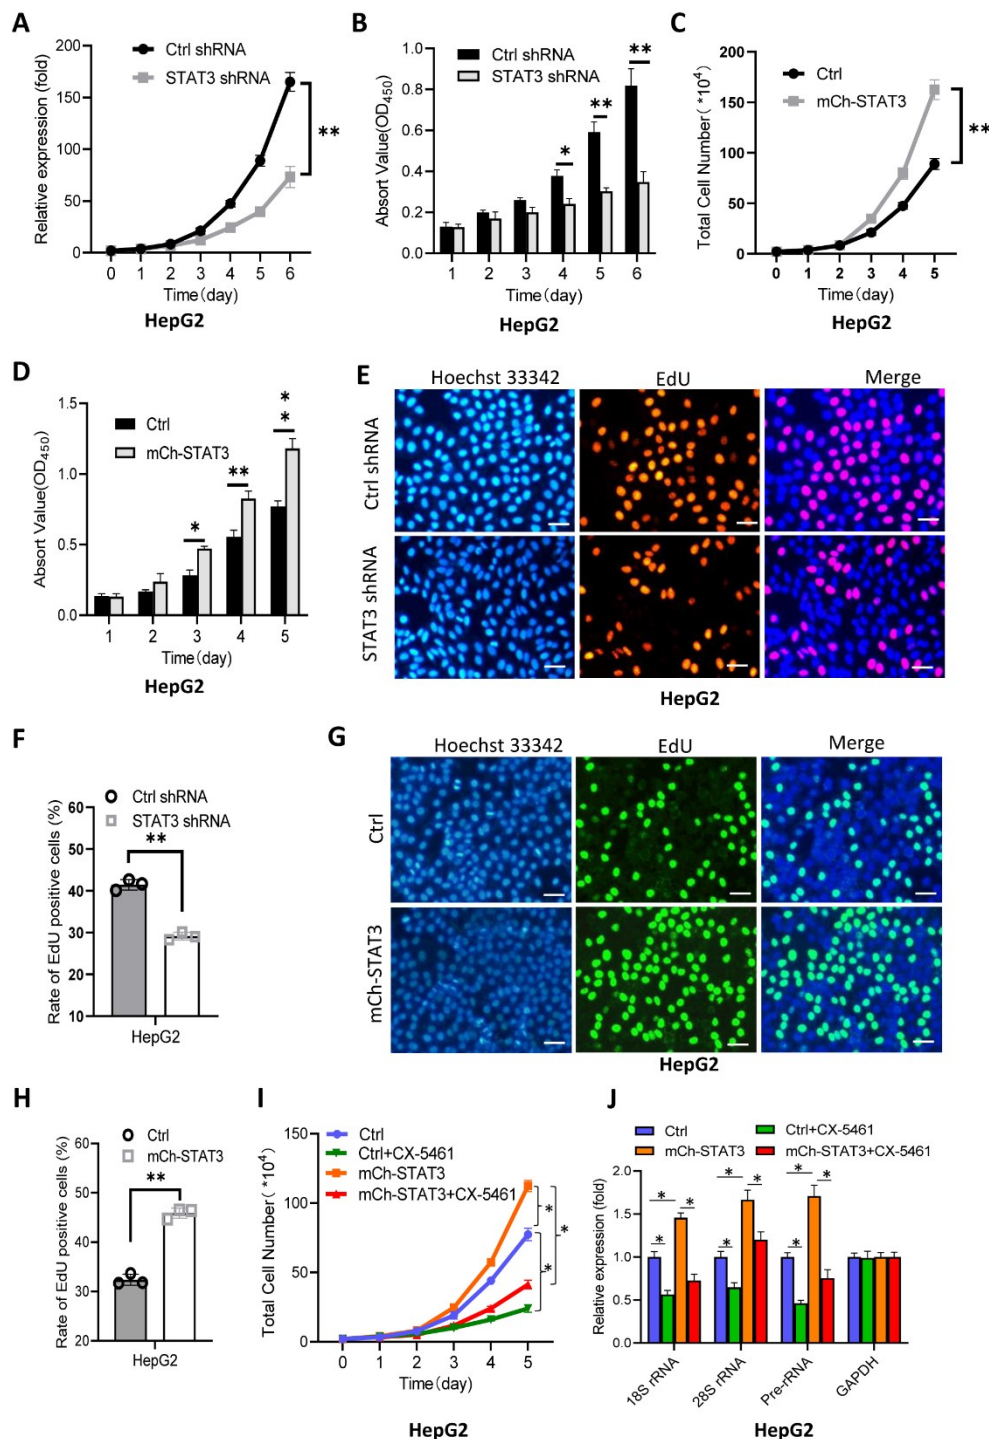 A
Relative expression (fold)
200
150
100
50
0
Ctrl shRNA
STAT3 shRNA
**
0 1 2 3 4 5 6
Time(day)
HepG2
B
Absort Value(OD450)
1.0
0.8
0.6
0.4
0.2
0.0
Ctrl shRNA
STAT3 shRNA
*
**
**
1 2 3 4 5 6
Time(day)
HepG2
C
Total Cell Number( *10⁴)
200
150
100
50
0
Ctrl
mCh-STAT3
**
0 1 2 3 4 5
Time(day)
HepG2
D
Absort Value(OD450)
1.5
1.0
0.5
0.0
Ctrl
mCh-STAT3
*
**
*
*
1 2 3 4 5
Time(day)
HepG2
E
Hoechst 33342 EdU Merge
Ctrl shRNA
STAT3 shRNA
HepG2
F
Rate of EdU positive cells (%)
60
50
40
30
20
10
Ctrl shRNA
STAT3 shRNA
**
HepG2
G
Hoechst 33342 EdU Merge
Ctrl
mCh-STAT3
HepG2
H
Rate of EdU positive cells (%)
60
50
40
30
20
Ctrl
mCh-STAT3
**
HepG2
I
Total Cell Number( *10⁴)
150
100
50
0
Ctrl
Ctrl+CX-5461
mCh-STAT3
mCh-STAT3+CX-5461
*
*
*
0 1 2 3 4 5
Time(day)
HepG2
J
Ctrl Ctrl+CX-5461
mCh-STAT3 mCh-STAT3+CX-5461
Relative expression (fold)
2.0
1.5
1.0
0.5
0.0
* * *
* * *
* * *
18S rRNA 28S rRNA Pre-rRNA GAPDH
HepG2